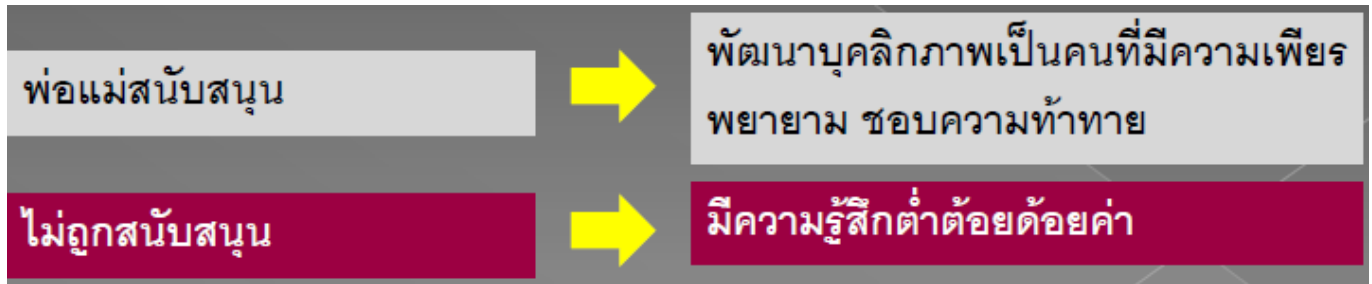 พ่อแม่สนับสนุน
พัฒนาบุคลิกภาพเป็นคนที่มีความเพียร
พยายาม ชอบความท้าทาย
ไม่ถูกสนับสนุน
มีความรู้สึกต่ำต้อยด้อยค่า